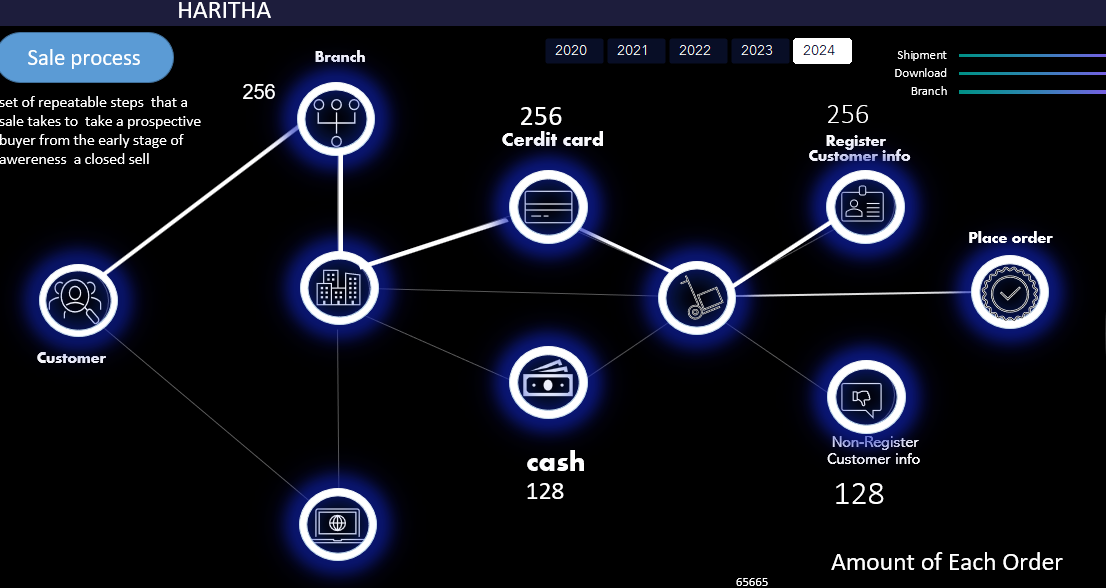 HARITHA
Sale process
set of repeatable steps that a
sale takes to take a prospective
buyer from the early stage of
awereness a closed sell
Branch
256
2020 2021 2022 2023 2024
Shipment
Download
Branch
256
Cerdit card
256
Register
Customer info
Place order
Customer
cash
128
Non-Register
Customer info
128
Amount of Each Order
65665